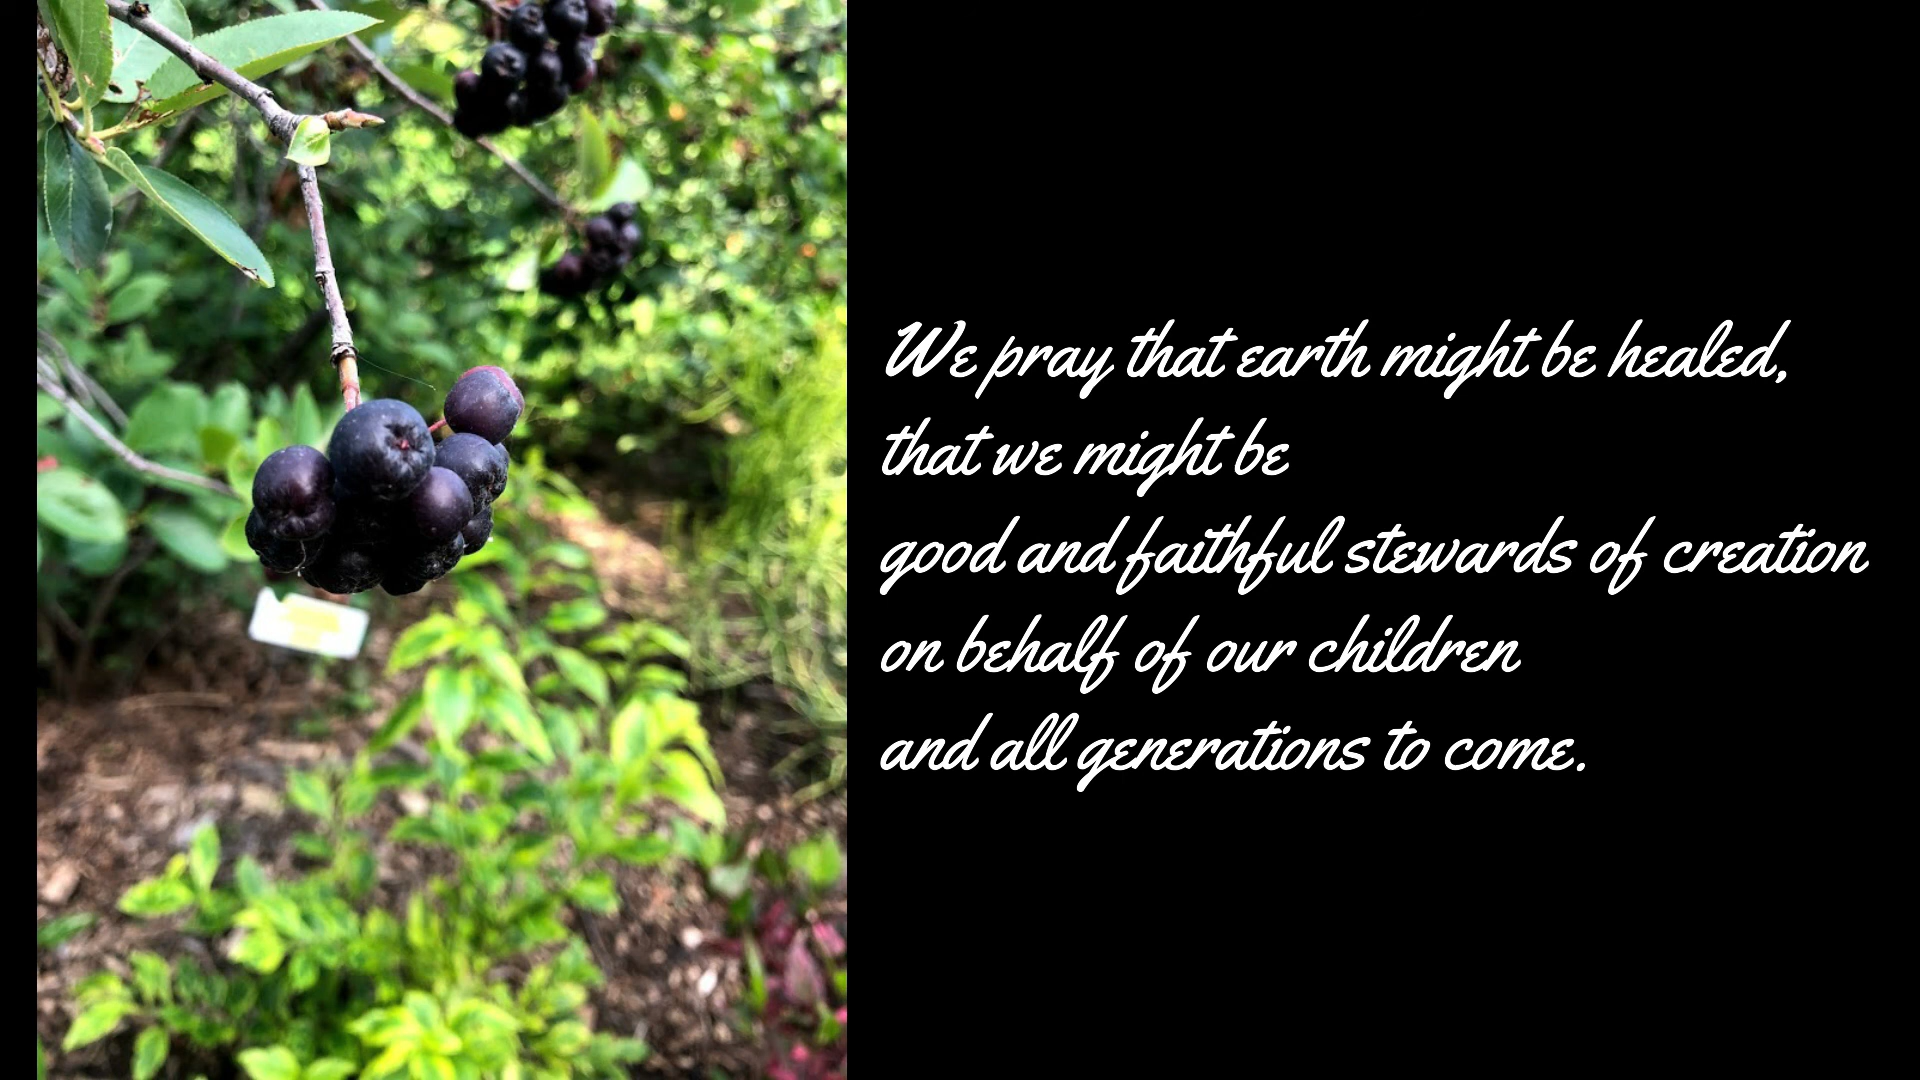 We pray that earth might be healed,
that we might be
good and faithful stewards of creation
on behalf of our children
and all generations to come.